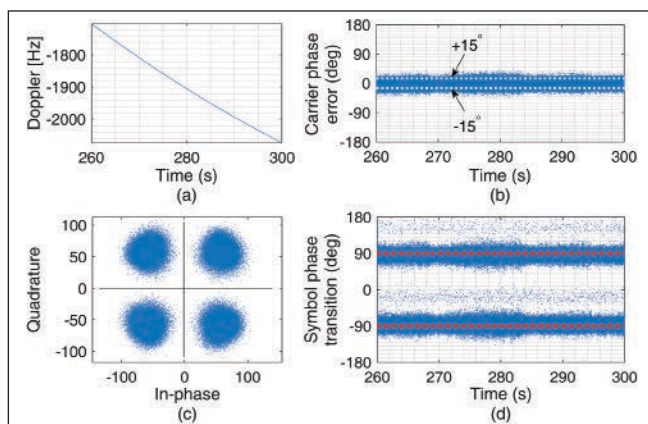 Doppler [Hz]
-1800
-1900
-2000
260
280
300
Time (s)
(a)
Carrier phase
error (deg)
180
90
0
-90
-180
+15°
-15°
260 270 280 290 300
Time (s)
(b)
Quadrature
100
50
0
-50
-100
-100
0
100
In-phase
(c)
Symbol phase
transition (deg)
180
90
0
-90
-180
260 270 280 290 300
Time (s)
(d)